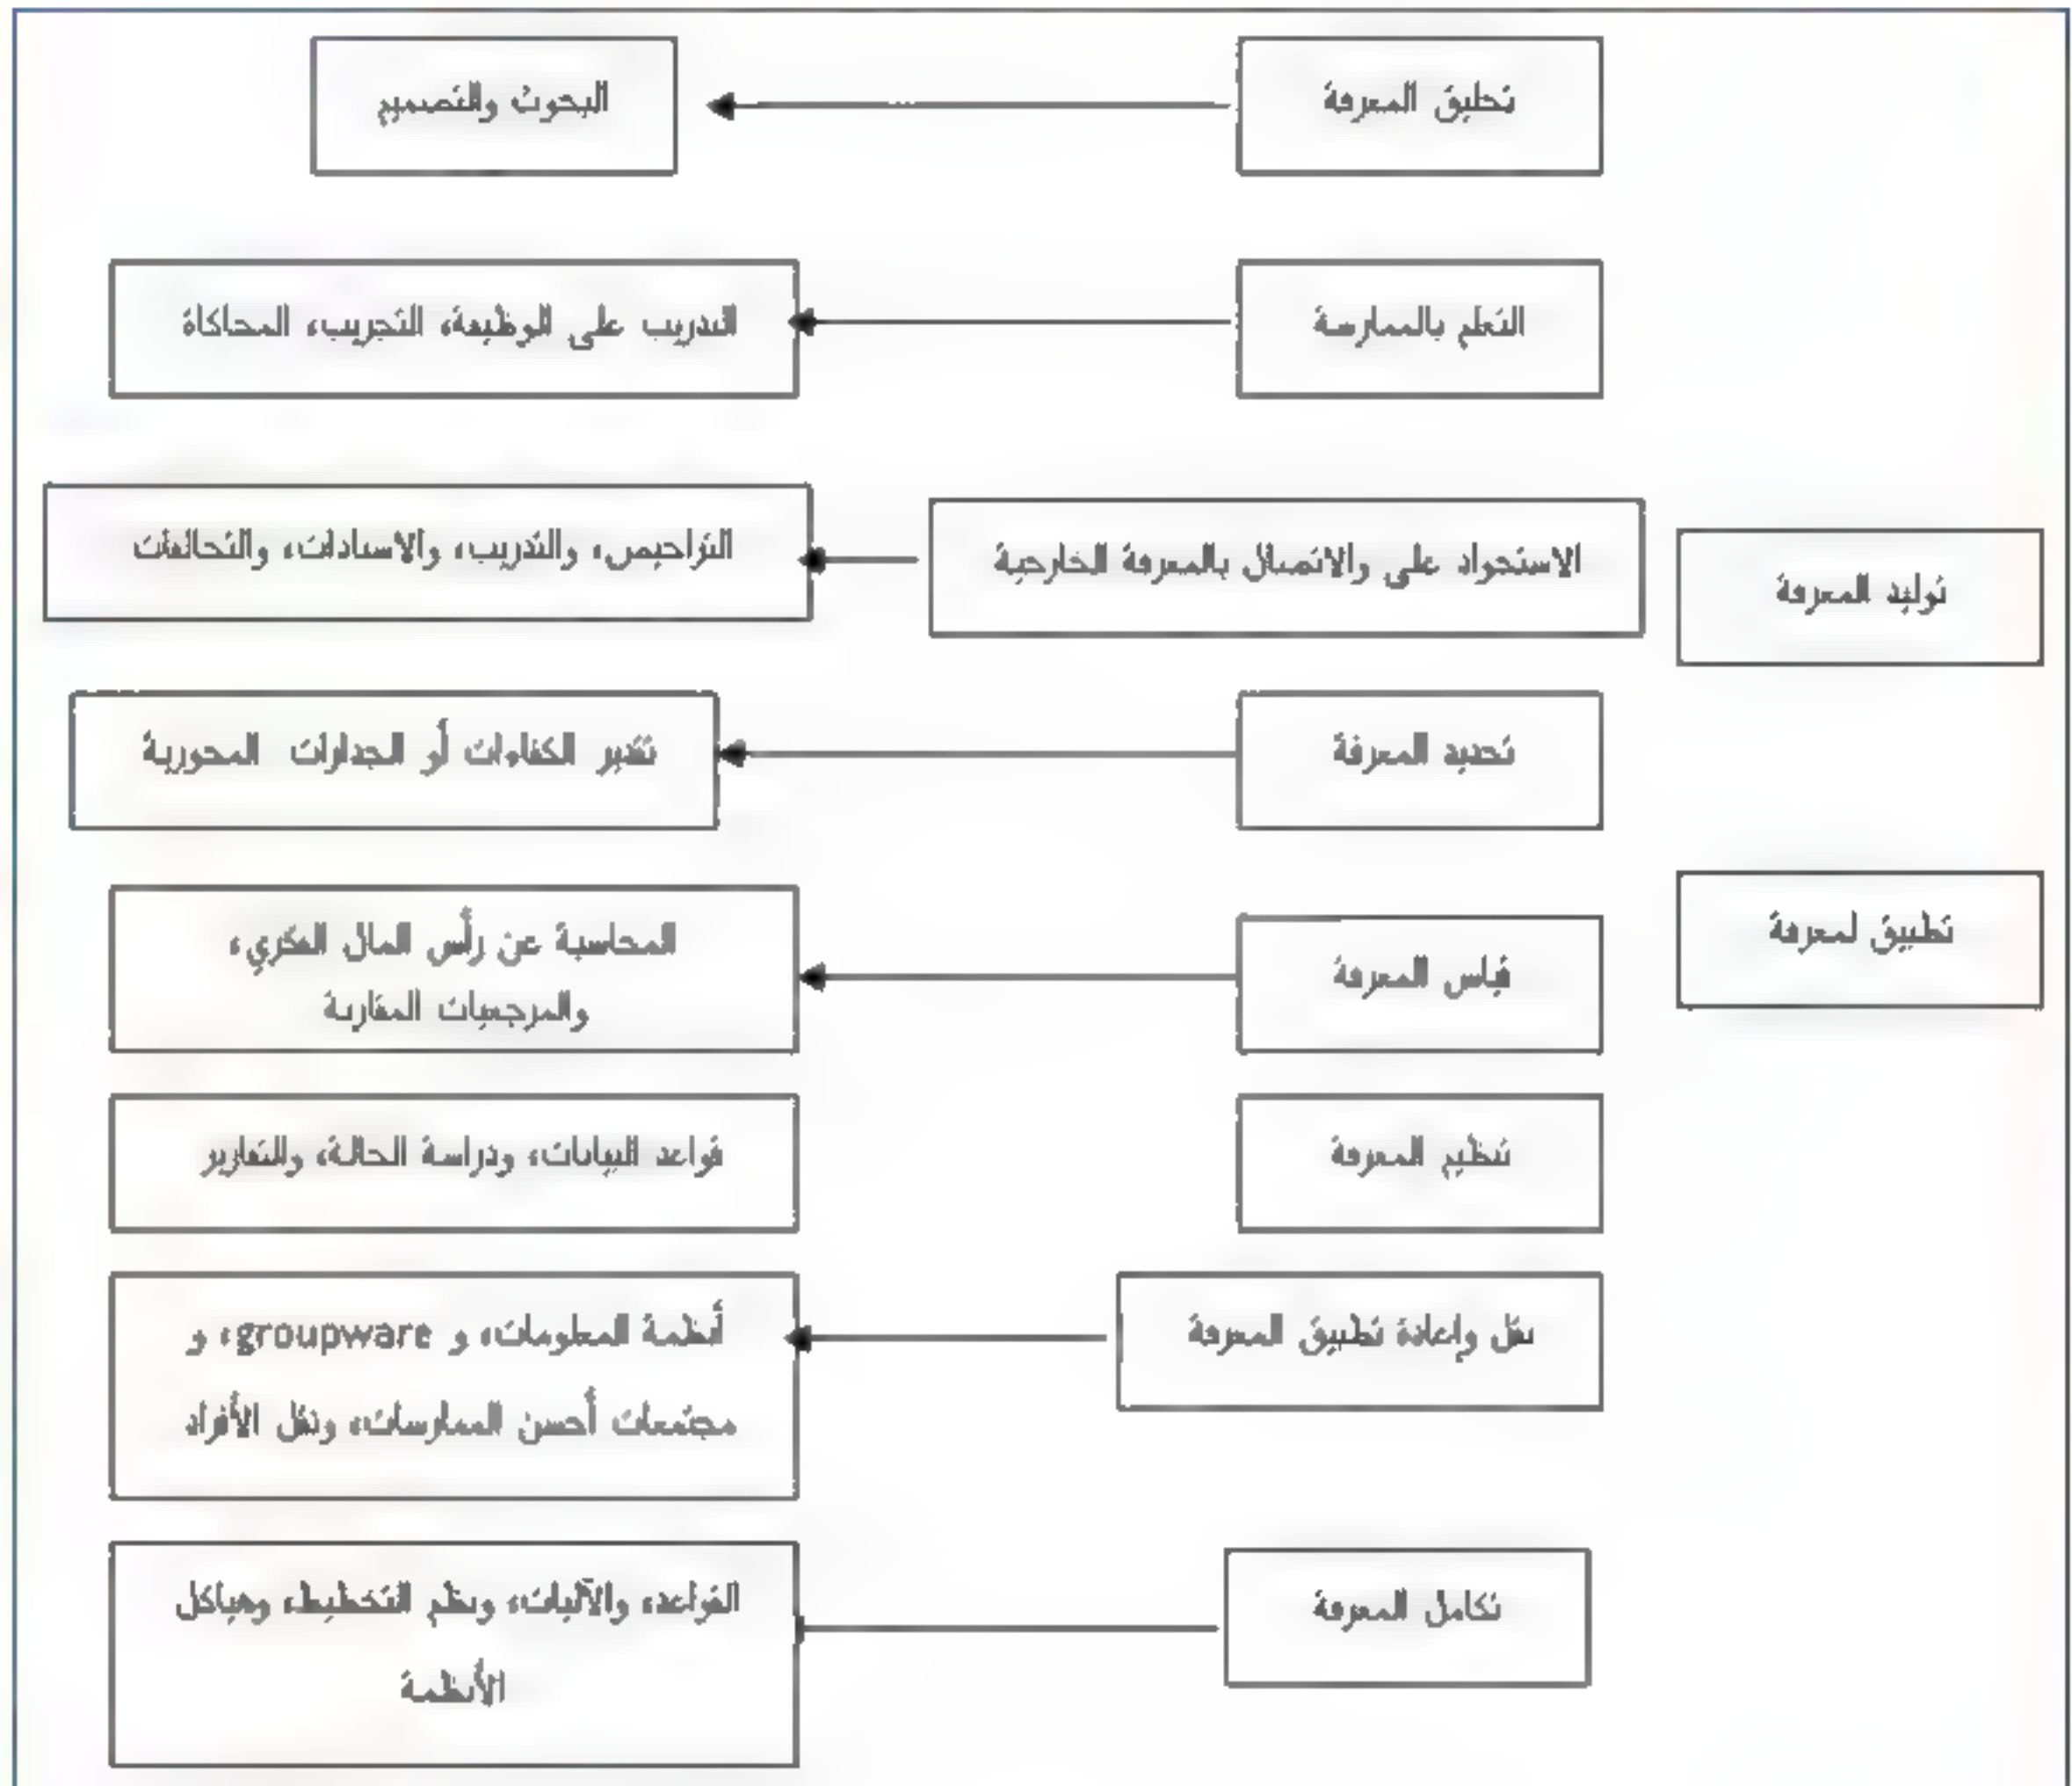 تخليق المعرفة
البحوث والتصميم
التعلم بالممارسة
التدريب على الوظيفة، التجريب، المحاكاة
توليد المعرفة
الاستحواذ على والاتصال بالمعرفة الخارجية
التراخيص، والتدريب، والاسنادات، والتحالفات
تحديد المعرفة
تقدير الكفاءات أو الجدارات المحورية
تطبيق لمعرفة
قياس المعرفة
المحاسبة عن رأس المال الفكري،
والمرجعيات المقارنة
تنظيم المعرفة
قواعد البيانات، ودراسة الحالة، والتقارير
نقل وإعادة تطبيق المعرفة
أنظمة المعلومات، و groupware، و
مجتمعات أحسن الممارسات، ونقل الأفراد
تكامل المعرفة
القواعد، والآليات، ونظم التخطيط، وهياكل
الأنظمة